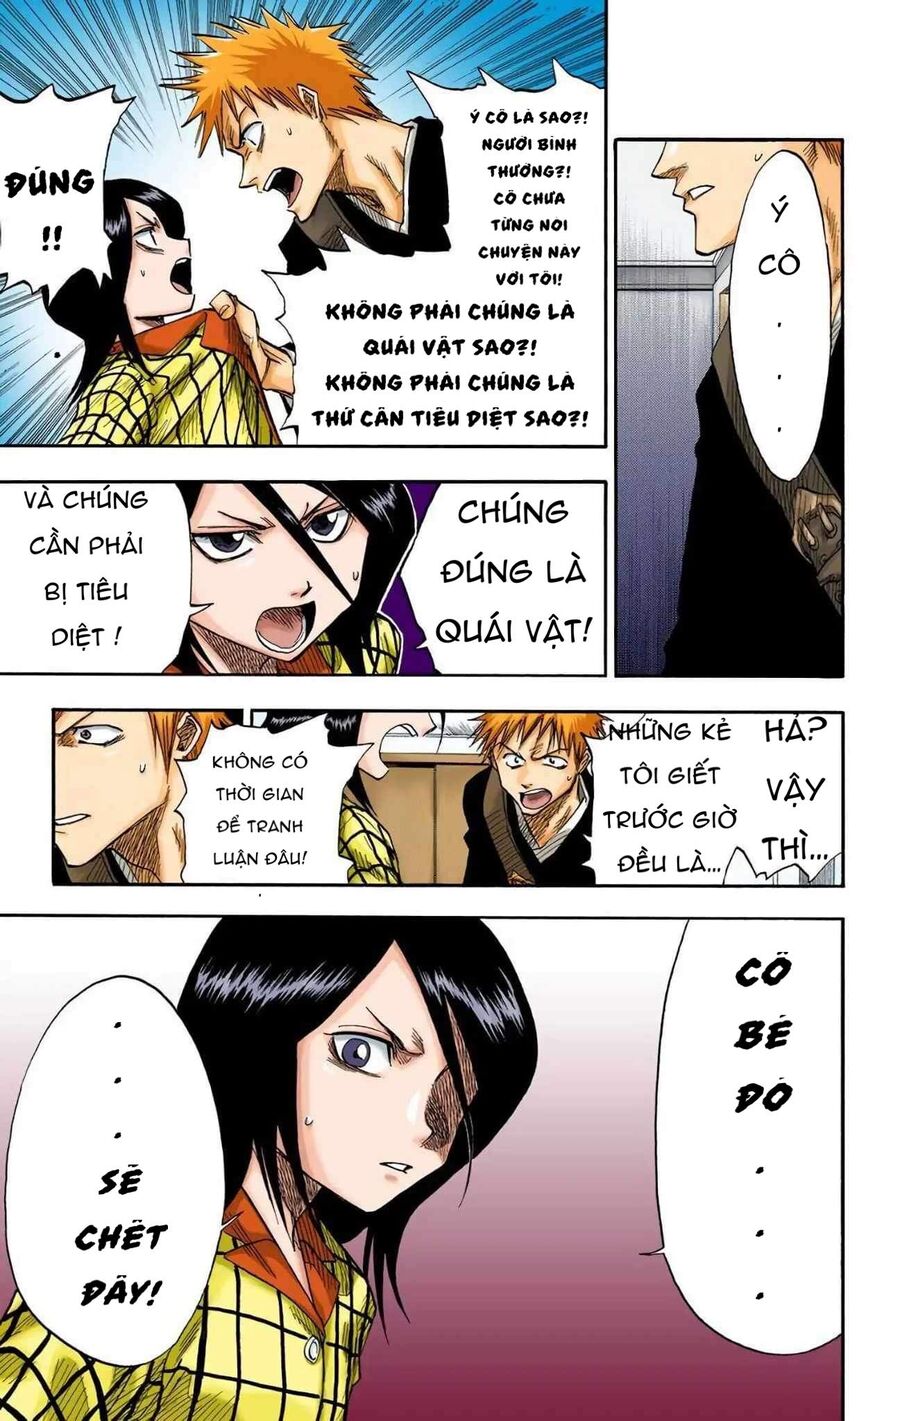 Ý
CÔ
.
.
.
Ý CÔ LÀ SAO?!
NGƯỜI BÌNH
THƯỜNG?!
CÔ CHƯA
TỪNG NOI
CHUYỆN NÀY
VƠI TÔI!
KHÔNG PHẢI CHÚNG LÀ
QUÁI VẬT SAO?!
KHÔNG PHẢI CHÚNG LÀ
THỨ CẦN TIÊU DIỆT SAO?!
ĐÚNG
!!
CHÚNG
ĐÚNG LÀ
QUÁI VẬT!
VÀ CHÚNG
CẦN PHẢI
BỊ TIÊU
DIỆT !
HẢ?
VẬY
THÌ...
NHỮNG KẺ
TÔI GIẾT
TRƯỚC GIỜ
ĐỀU LÀ...
KHÔNG CÓ
THỜI GIAN
ĐỂ TRANH
LUẬN ĐÂU!
CÔ
BÉ
ĐÓ
.
.
.
.
.
.
SẼ
CHẾT
ĐẤY!